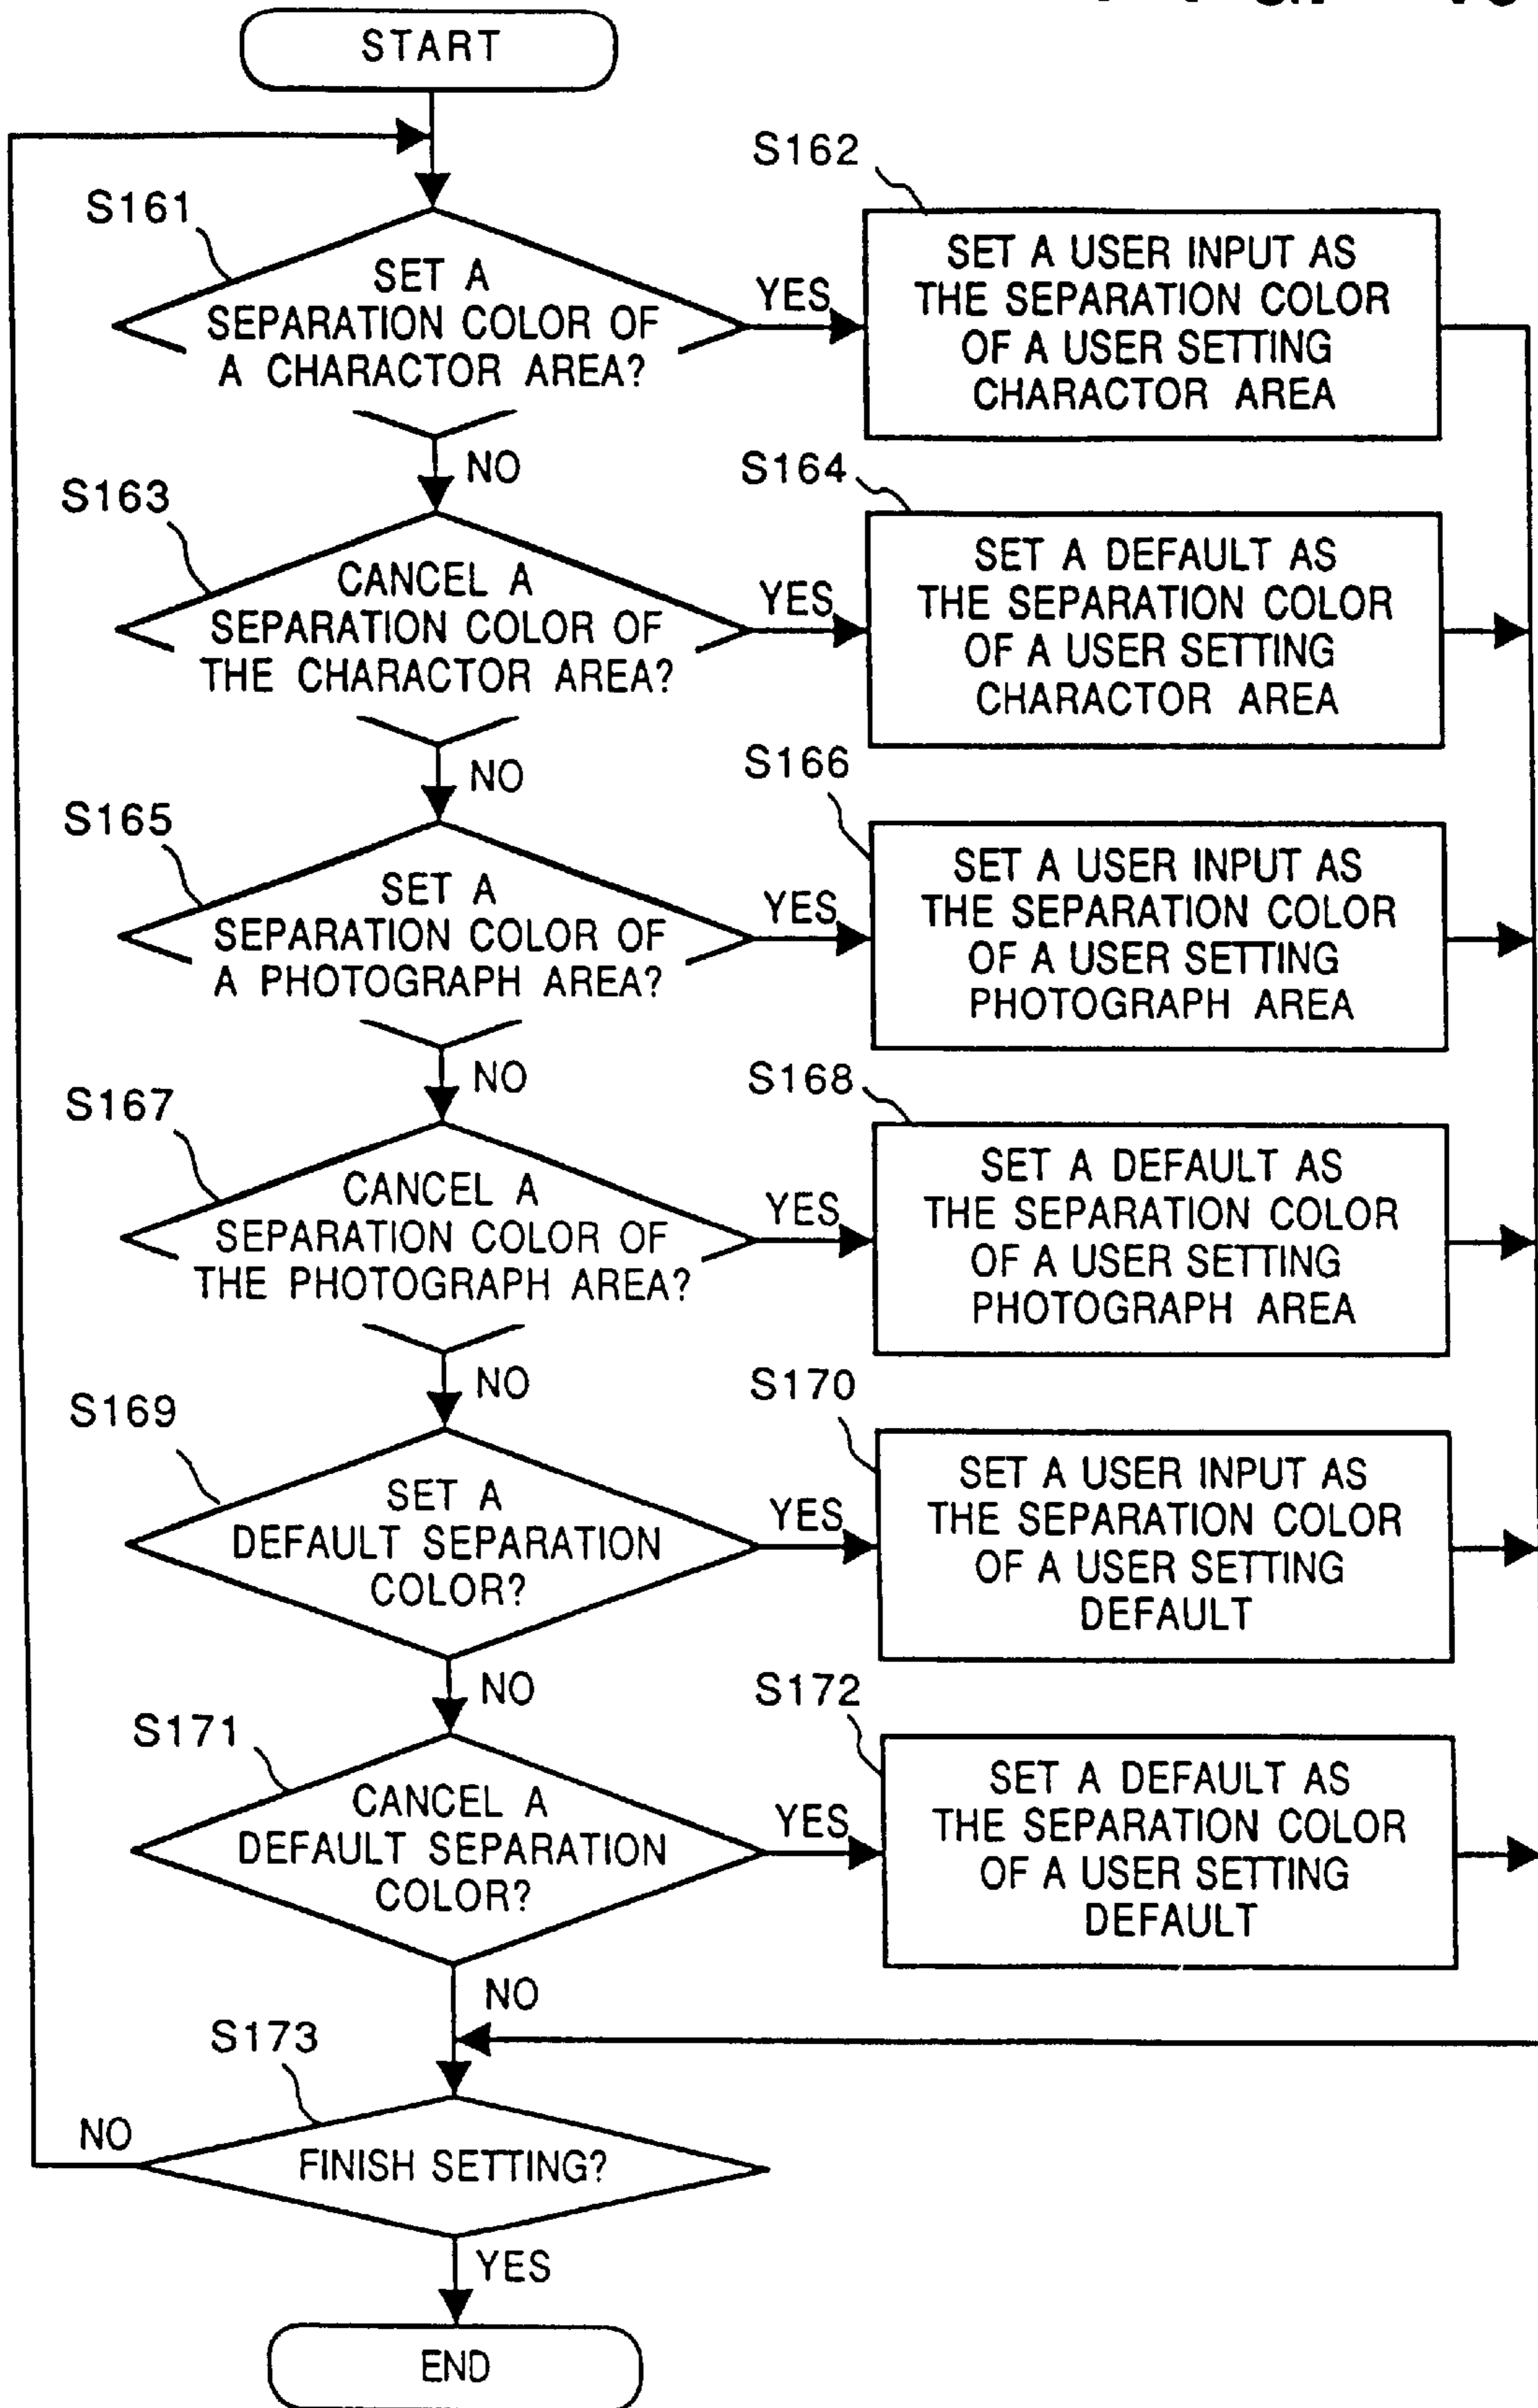 START
S161
SET A
SEPARATION COLOR OF
A CHARACTOR AREA?
YES
S162
SET A USER INPUT AS
THE SEPARATION COLOR
OF A USER SETTING
CHARACTOR AREA
NO
S163
CANCEL A
SEPARATION COLOR OF
THE CHARACTOR AREA?
YES
S164
SET A DEFAULT AS
THE SEPARATION COLOR
OF A USER SETTING
CHARACTOR AREA
NO
S165
SET A
SEPARATION COLOR OF
A PHOTOGRAPH AREA?
YES
S166
SET A USER INPUT AS
THE SEPARATION COLOR
OF A USER SETTING
PHOTOGRAPH AREA
NO
S167
CANCEL A
SEPARATION COLOR OF
THE PHOTOGRAPH AREA?
YES
S168
SET A DEFAULT AS
THE SEPARATION COLOR
OF A USER SETTING
PHOTOGRAPH AREA
NO
S169
SET A
DEFAULT SEPARATION
COLOR?
YES
S170
SET A USER INPUT AS
THE SEPARATION COLOR
OF A USER SETTING
DEFAULT
NO
S171
CANCEL A
DEFAULT SEPARATION
COLOR?
YES
S172
SET A DEFAULT AS
THE SEPARATION COLOR
OF A USER SETTING
DEFAULT
NO
S173
FINISH SETTING?
NO
YES
END